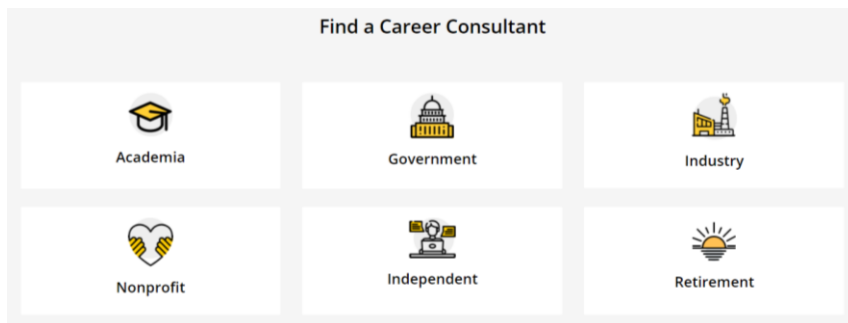 Find a Career Consultant
Academia
Government
Industry
Nonprofit
Independent
Retirement